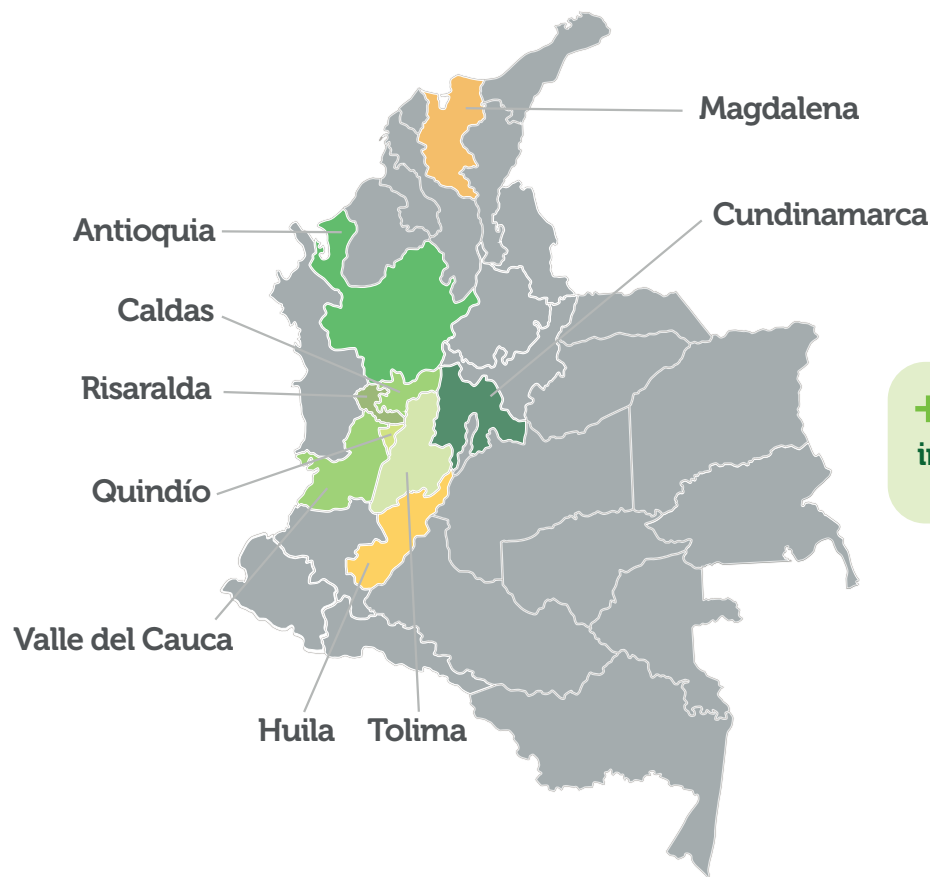 Magdalena
Cundinamarca
Antioquia
Caldas
Risaralda
Quindío
Valle del Cauca
Huila
Tolima
+